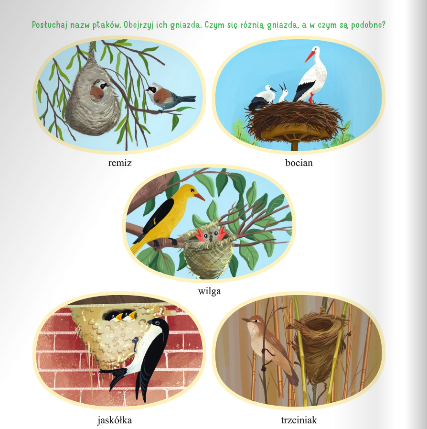 Posłuchaj nazw ptaków. Obejrzyj ich gniazda. Czym się różnią gniazda, a w czym są podobne?
remiz
bocian
wilga
jaskółka
trzciniak